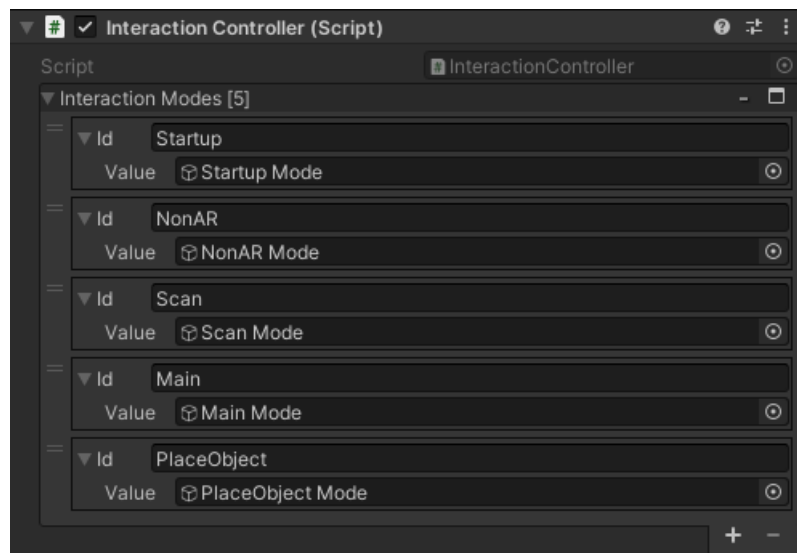 Interaction Controller (Script)
Script InteractionController
Interaction Modes [5]
Id Startup
Value Startup Mode
Id NonAR
Value NonAR Mode
Id Scan
Value Scan Mode
Id Main
Value Main Mode
Id PlaceObject
Value PlaceObject Mode